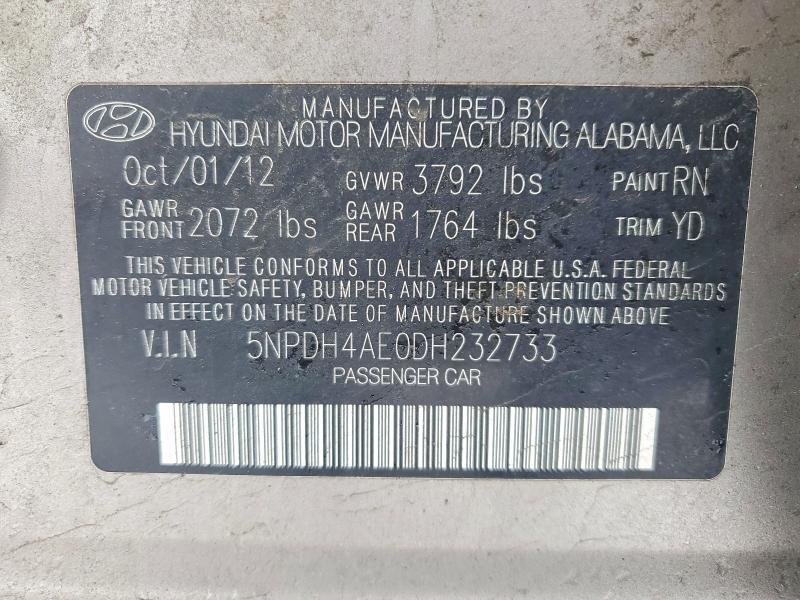 MANUFACTURED BY
HYUNDAI MOTOR MANUFACTURING ALABAMA, LLC
Oct/01/12 GVWR 3792 lbs PAINT RN
GAWR FRONT 2072 lbs GAWR REAR 1764 lbs TRIM YD
THIS VEHICLE CONFORMS TO ALL APPLICABLE U.S.A. FEDERAL
MOTOR VEHICLE SAFETY, BUMPER, AND THEFT PREVENTION STANDARDS
IN EFFECT ON THE DATE OF MANUFACTURE SHOWN ABOVE
V.I.N 5NPDH4AE0DH232733
PASSENGER CAR